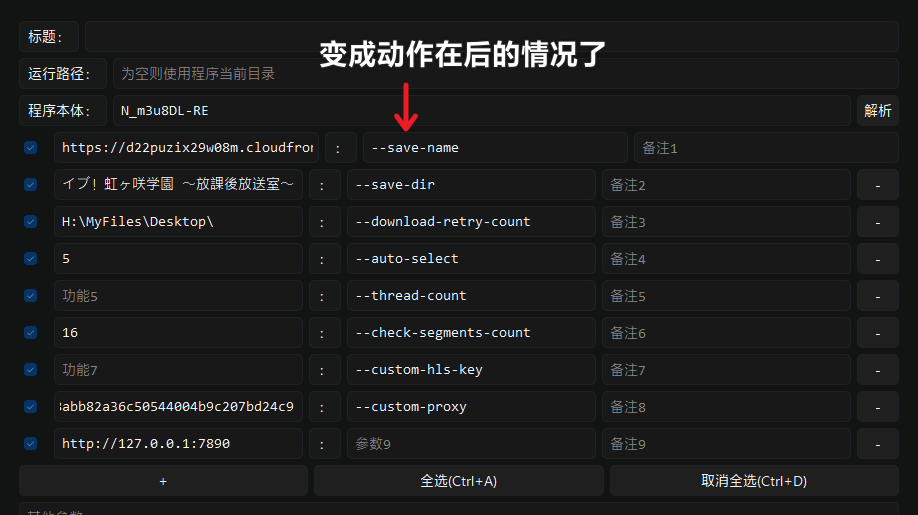 标题：
变成动作在后的情况了
运行路径： 为空则使用程序当前目录
程序本体： N_m3u8DL-RE 解析
https://d22puzix29w08m.cloudfror : --save-name 备注1
イブ！虹ヶ咲学園 ～放課後放送室～ : --save-dir 备注2 -
H:\MyFiles\Desktop\ : --download-retry-count 备注3 -
5 : --auto-select 备注4 -
功能5 : --thread-count 备注5 -
16 : --check-segments-count 备注6 -
功能7 : --custom-hls-key 备注7 -
abb82a36c50544004b9c207bd24c9 : --custom-proxy 备注8 -
http://127.0.0.1:7890 : 参数9 备注9 -
+ 全选(Ctrl+A) 取消全选(Ctrl+D)